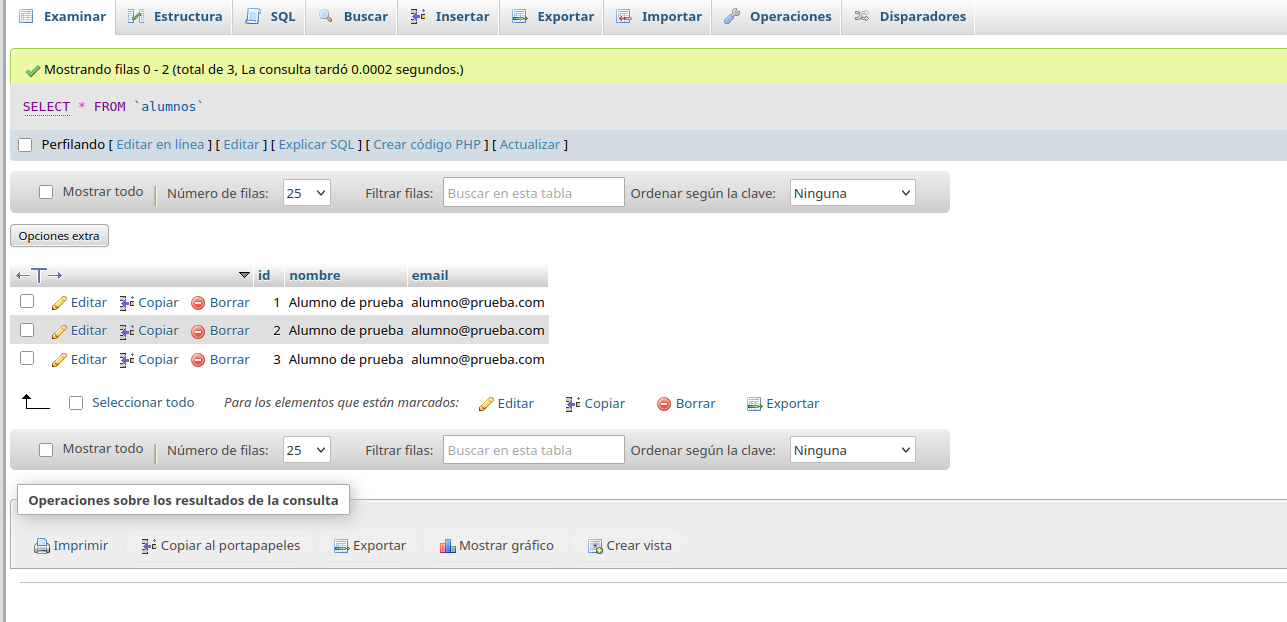 Examinar Estructura SQL Buscar Insertar Exportar Importar Operaciones Disparadores
Mostrando filas 0 - 2 (total de 3, La consulta tardó 0.0002 segundos.)
SELECT * FROM `alumnos`
Perfilando [ Editar en línea ] [ Editar ] [ Explicar SQL ] [ Crear código PHP ] [ Actualizar ]
Mostrar todo Número de filas: 25 Filtrar filas: Buscar en esta tabla Ordenar según la clave: Ninguna
Opciones extra
id nombre email
Editar Copiar Borrar 1 Alumno de prueba alumno@prueba.com
Editar Copiar Borrar 2 Alumno de prueba alumno@prueba.com
Editar Copiar Borrar 3 Alumno de prueba alumno@prueba.com
Seleccionar todo Para los elementos que están marcados: Editar Copiar Borrar Exportar
Mostrar todo Número de filas: 25 Filtrar filas: Buscar en esta tabla Ordenar según la clave: Ninguna
Operaciones sobre los resultados de la consulta
Imprimir Copiar al portapapeles Exportar Mostrar gráfico Crear vista